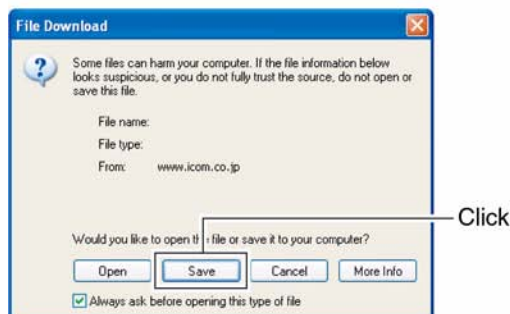 File Download
Some files can harm your computer. If the file information below
looks suspicious, or you do not fully trust the source, do not open or
save this file.
File name:
File type:
From: www.icom.co.jp
Click
Would you like to open file or save it to your computer?
Open Save Cancel More Info
Always ask before opening this type of file